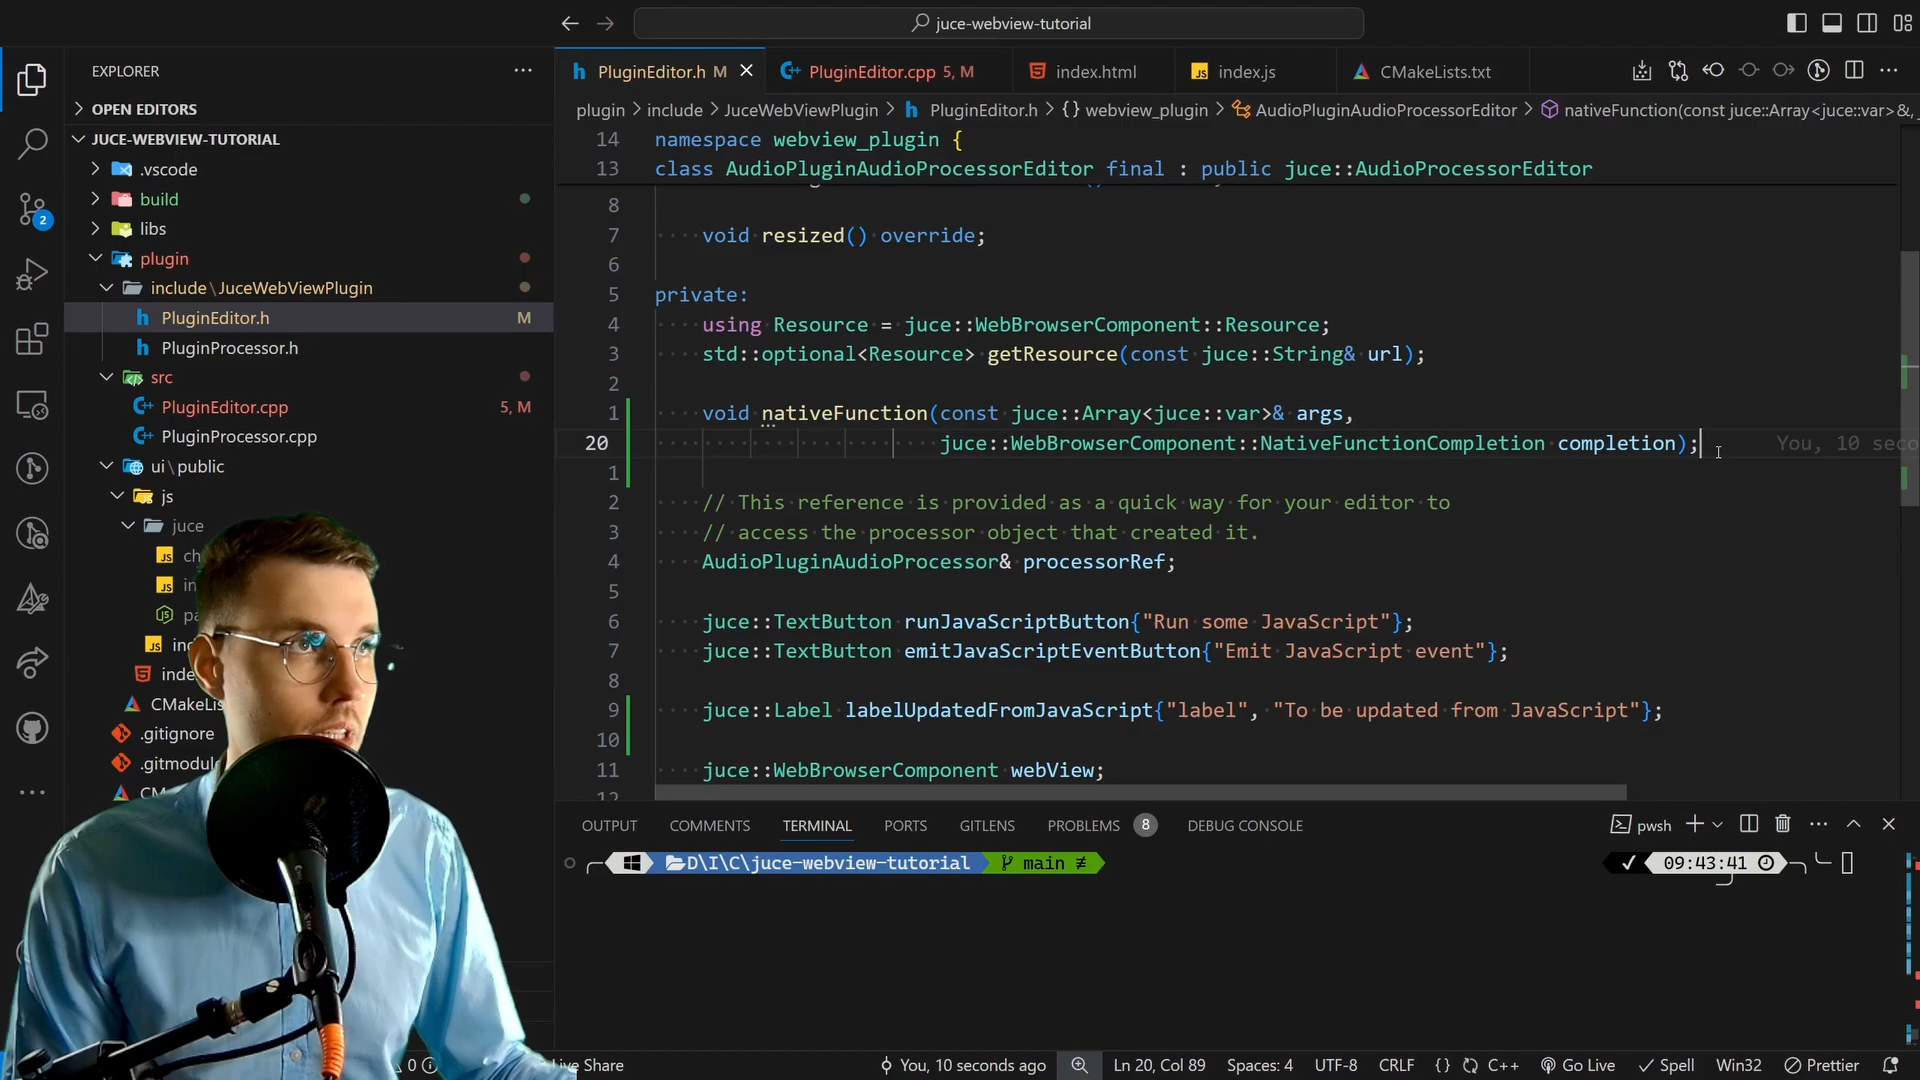 juce-webview-tutorial
EXPLORER
OPEN EDITORS
JUCE-WEBVIEW-TUTORIAL
.vscode
build
libs
plugin
include\JuceWebViewPlugin
PluginEditor.h M
PluginProcessor.h
src
PluginEditor.cpp 5, M
PluginProcessor.cpp
ui\public
js
juce
.gitignore
2
PluginEditor.h M
PluginEditor.cpp 5, M
index.html
index.js
CMakeLists.txt
plugin > include > JuceWebViewPlugin > PluginEditor.h > {} webview_plugin > AudioPluginAudioProcessorEditor > nativeFunction(const juce::Array<juce::var>&,
14 namespace webview_plugin {
13 class AudioPluginAudioProcessorEditor final : public juce::AudioProcessorEditor
8
7 void resized() override;
6
5 private:
4 using Resource = juce::WebBrowserComponent::Resource;
3 std::optional<Resource> getResource(const juce::String& url);
2
1 void nativeFunction(const juce::Array<juce::var>& args,
20 juce::WebBrowserComponent::NativeFunctionCompletion completion); You, 10 seco
1
2 // This reference is provided as a quick way for your editor to
3 // access the processor object that created it.
4 AudioPluginAudioProcessor& processorRef;
5
6 juce::TextButton runJavaScriptButton{"Run some JavaScript"};
7 juce::TextButton emitJavaScriptEventButton{"Emit JavaScript event"};
8
9 juce::Label labelUpdatedFromJavaScript{"label", "To be updated from JavaScript"};
10
11 juce::WebBrowserComponent webView;
12
OUTPUT COMMENTS TERMINAL PORTS GITLENS PROBLEMS 8 DEBUG CONSOLE pwsh
D\I\C\juce-webview-tutorial main ≢ ✓ 09:43:41
0 Live Share You, 10 seconds ago Ln 20, Col 89 Spaces: 4 UTF-8 CRLF {} C++ Go Live Spell Win32 Prettier